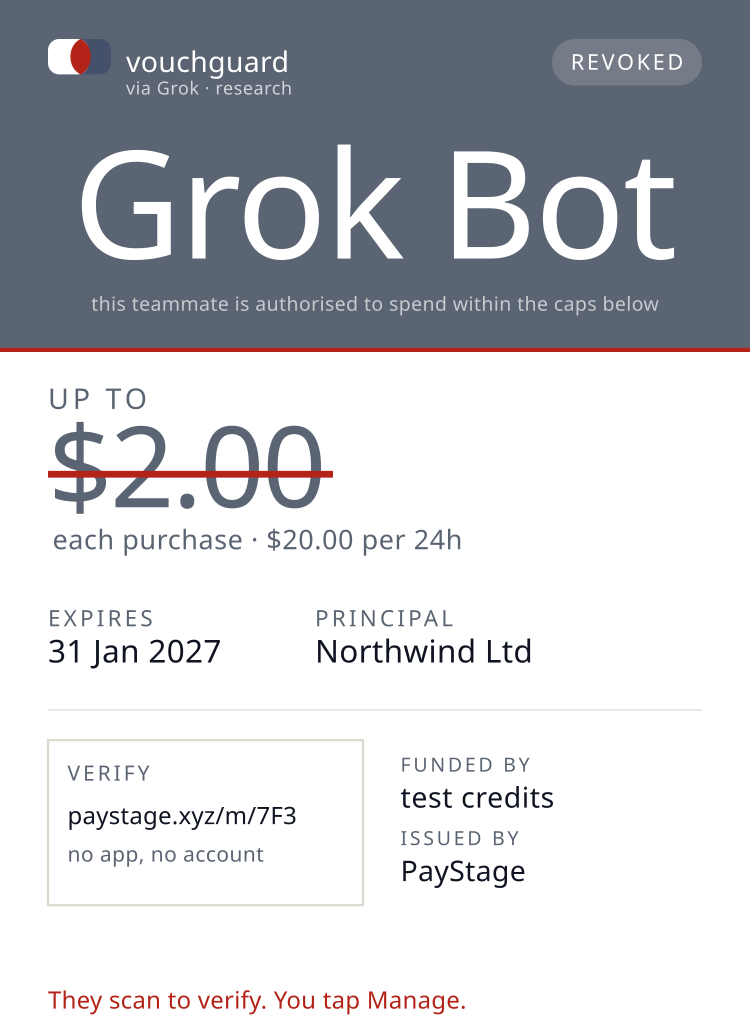 vouchguard
via Grok · research
REVOKED
Grok Bot
this teammate is authorised to spend within the caps below
UP TO
$2.00
each purchase · $20.00 per 24h
EXPIRES
31 Jan 2027
PRINCIPAL
Northwind Ltd
VERIFY
paystage.xyz/m/7F3
no app, no account
FUNDED BY
test credits
ISSUED BY
PayStage
They scan to verify. You tap Manage.